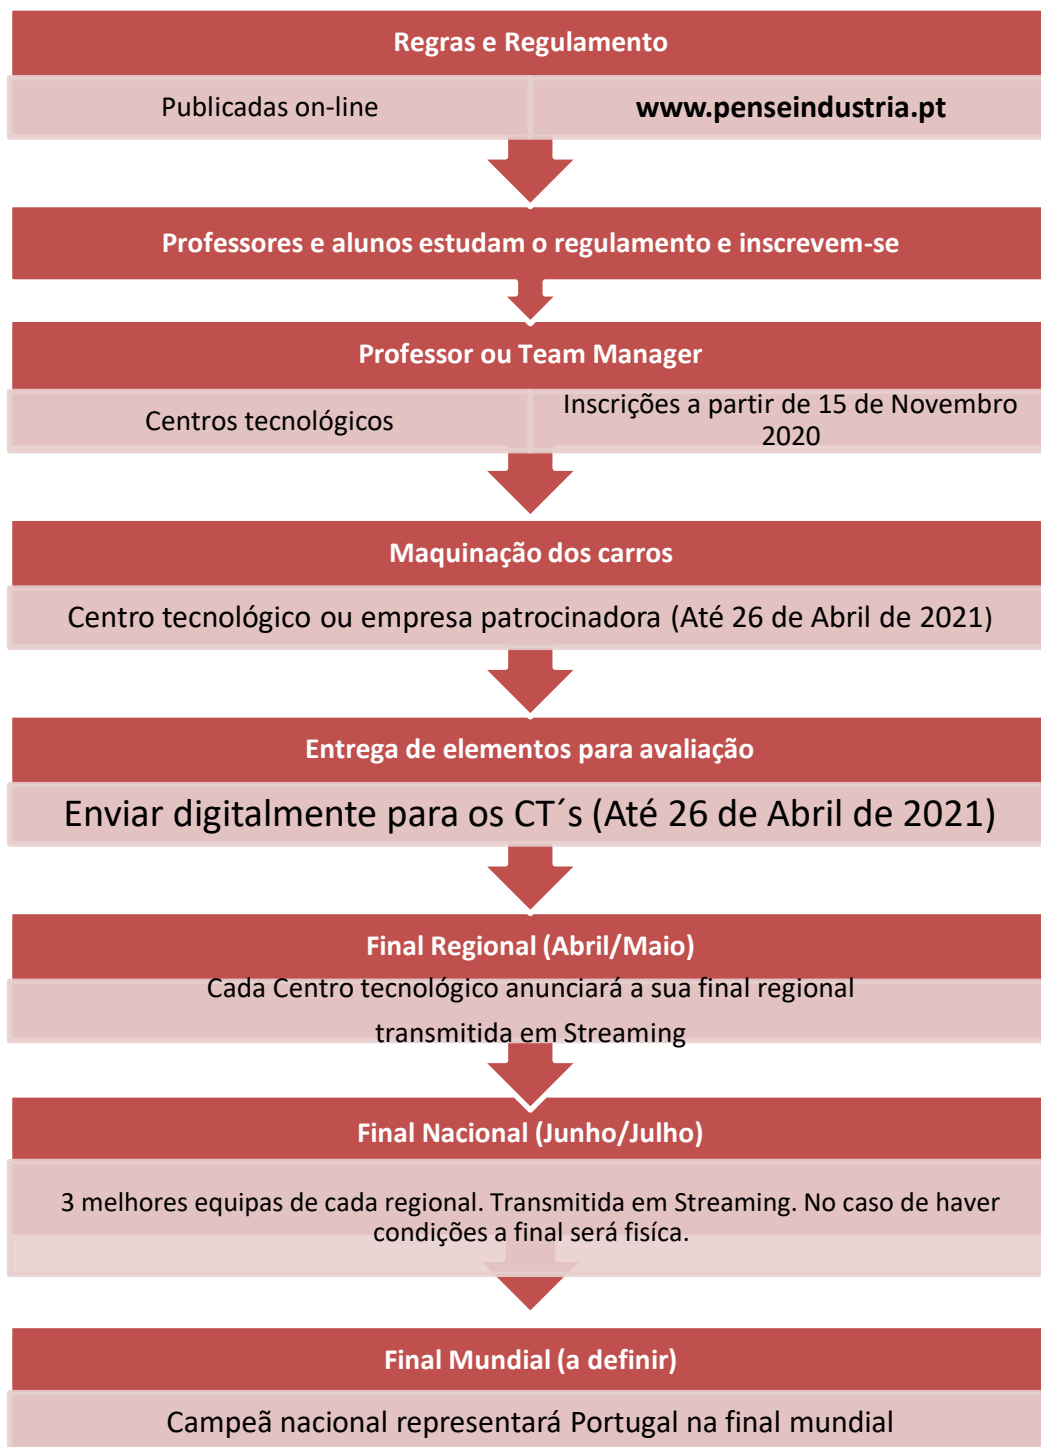 Regras e Regulamento
Publicadas on-line
www.penseindustria.pt
Professores e alunos estudam o regulamento e inscrevem-se
Professor ou Team Manager
Centros tecnológicos
Inscrições a partir de 15 de Novembro
2020
Maquinação dos carros
Centro tecnológico ou empresa patrocinadora (Até 26 de Abril de 2021)
Entrega de elementos para avaliação
Enviar digitalmente para os CT´s (Até 26 de Abril de 2021)
Final Regional (Abril/Maio)
Cada Centro tecnológico anunciará a sua final regional
transmitida em Streaming
Final Nacional (Junho/Julho)
3 melhores equipas de cada regional. Transmitida em Streaming. No caso de haver
condições a final será fisíca.
Final Mundial (a definir)
Campeã nacional representará Portugal na final mundial